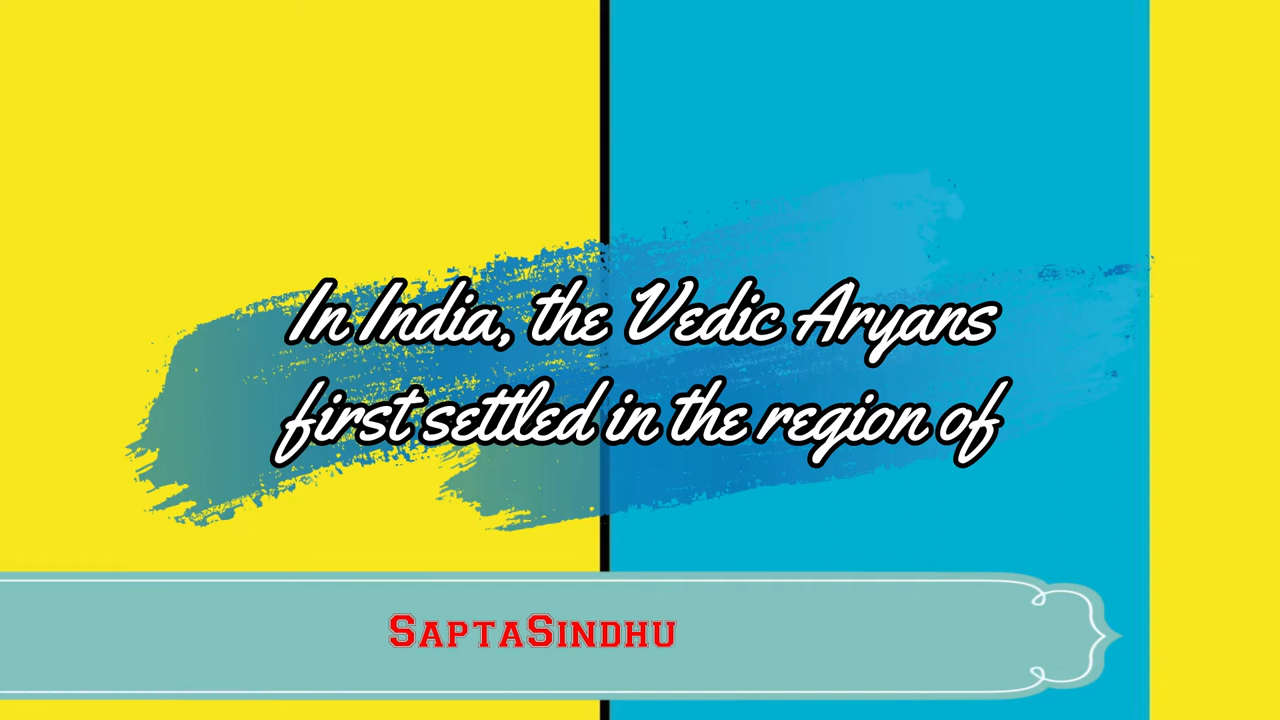 In India, the Vedic Aryans
first settled in the region of
SaptaSindhu